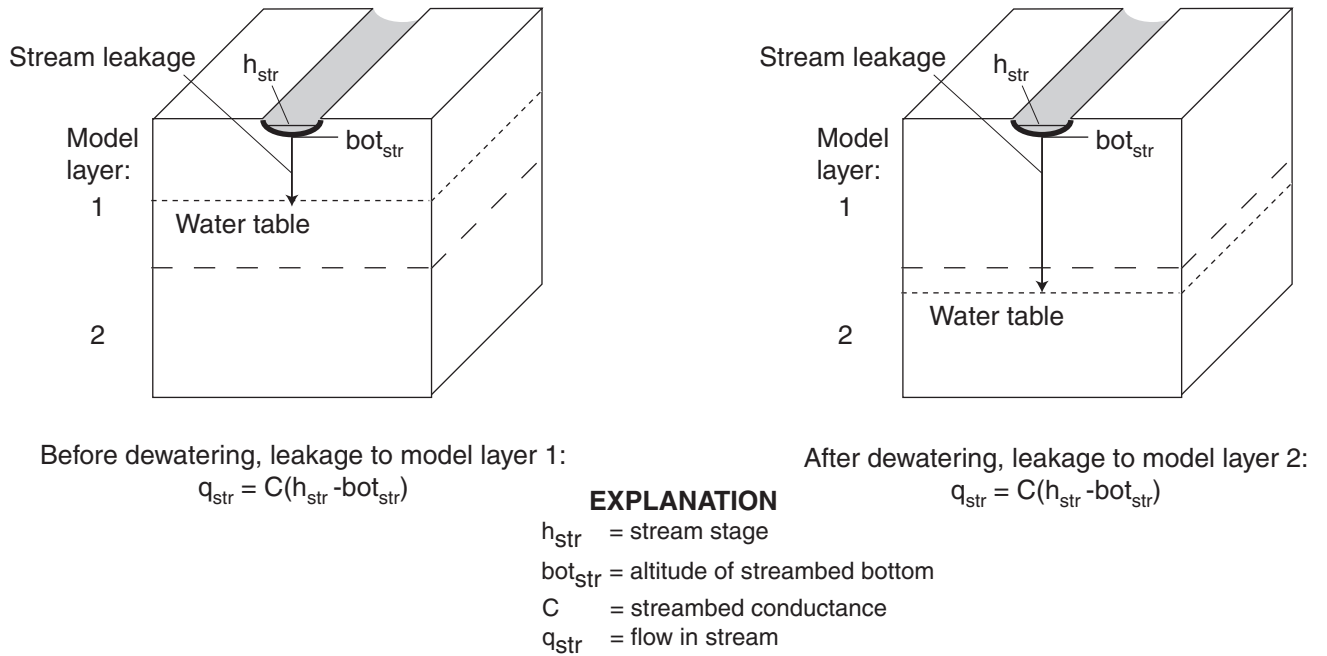 Stream leakage
h_str
bot_str
Model
layer:
1
Water table
2
Before dewatering, leakage to model layer 1:
q_str = C(h_str -bot_str)
Stream leakage
h_str
bot_str
Model
layer:
1
Water table
2
After dewatering, leakage to model layer 2:
q_str = C(h_str -bot_str)
EXPLANATION
h_str = stream stage
bot_str = altitude of streambed bottom
C = streambed conductance
q_str = flow in stream